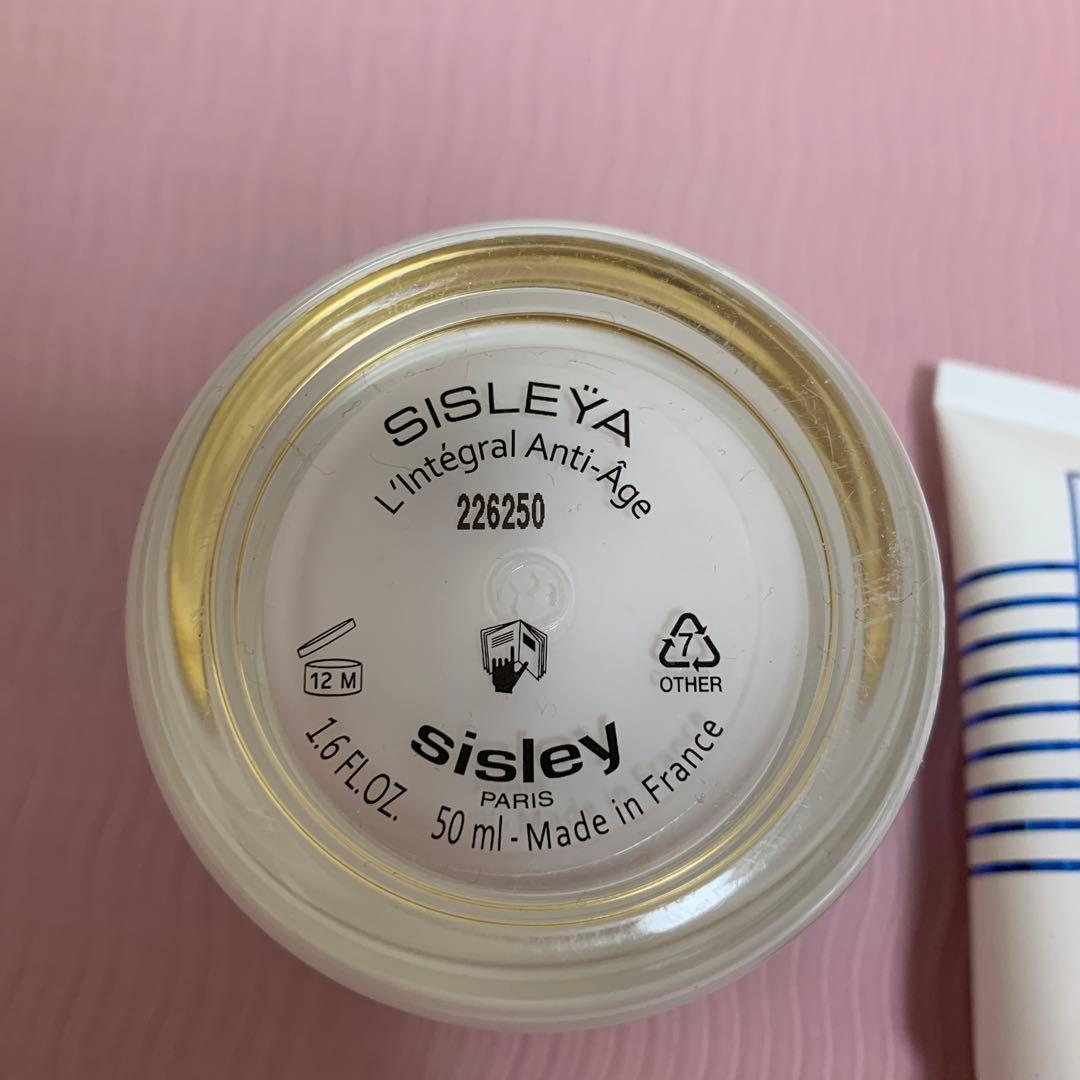 SISLEŸA
L'Intégral Anti-Âge
226250
12 M
7
OTHER
sisley
PARIS
1.6 FL.OZ. 50 ml - Made in France